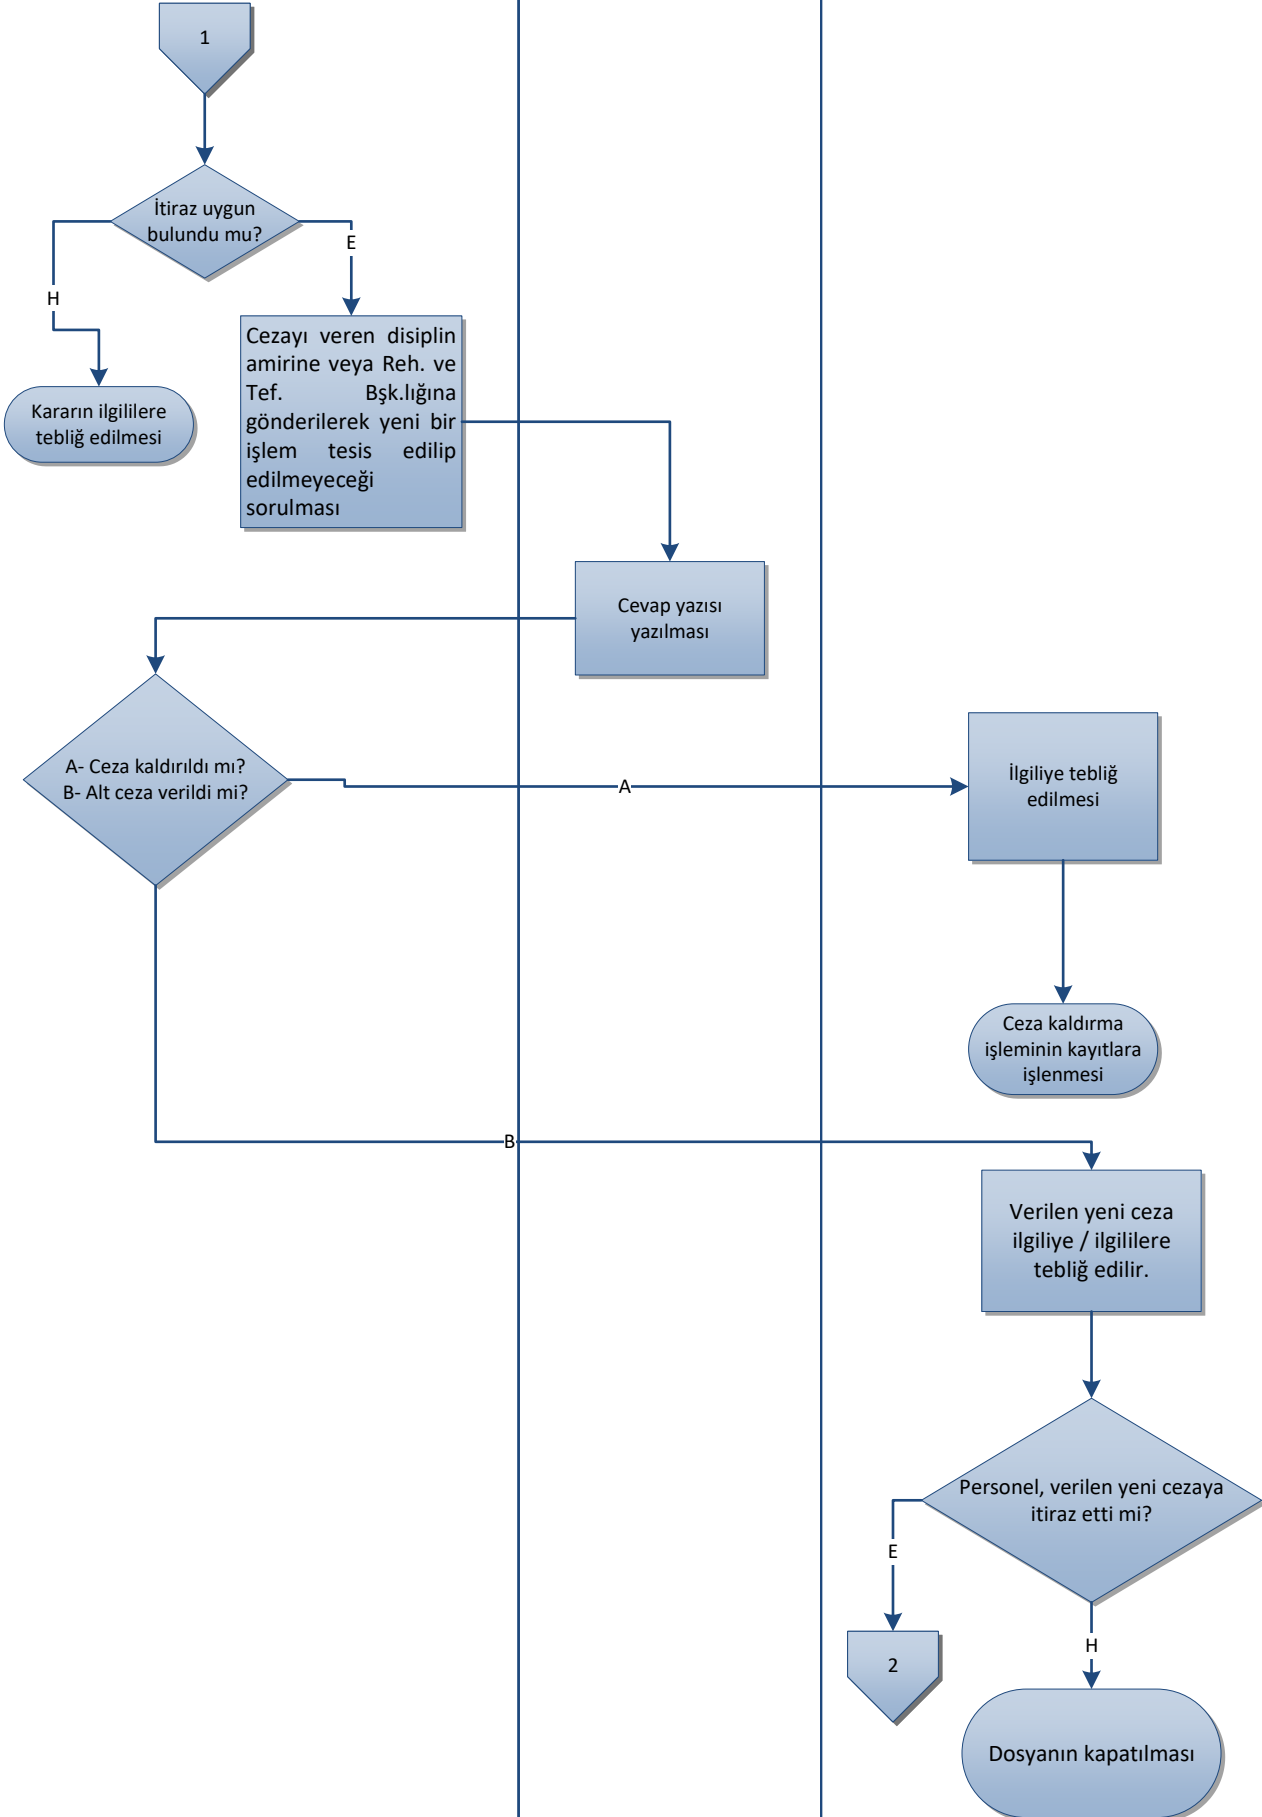 1
İtiraz uygun
bulundu mu?
E
H
Cezayı veren disiplin
amirine veya Reh. ve
Tef. Bşk.lığına
gönderilerek yeni bir
işlem tesis edilip
edilmeyeceği
sorulması
Kararın ilgililere
tebliğ edilmesi
Cevap yazısı
yazılması
A- Ceza kaldırıldı mı?
B- Alt ceza verildi mi?
A
İlgiliye tebliğ
edilmesi
Ceza kaldırma
işleminin kayıtlara
işlenmesi
B
Verilen yeni ceza
ilgiliye / ilgililere
tebliğ edilir.
Personel, verilen yeni cezaya
itiraz etti mi?
E
2
H
Dosyanın kapatılması